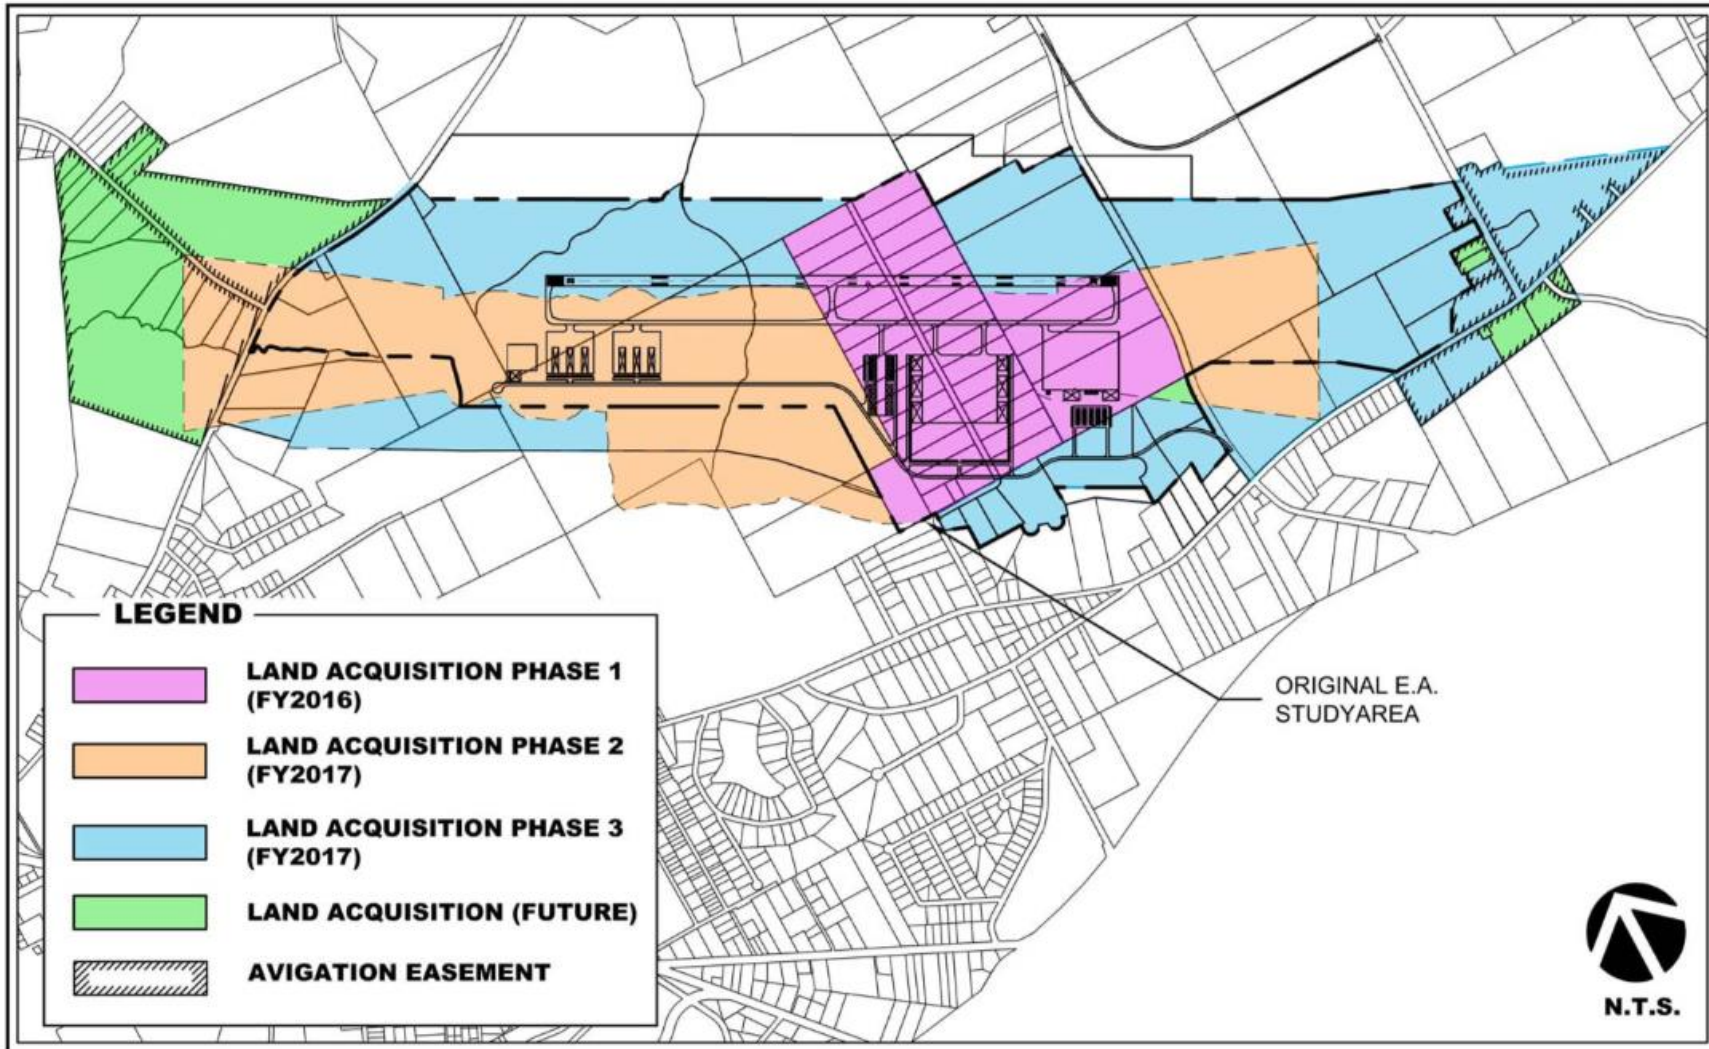 ORIGINAL E.A.
STUDYAREA
LEGEND
LAND ACQUISITION PHASE 1
(FY2016)
LAND ACQUISITION PHASE 2
(FY2017)
LAND ACQUISITION PHASE 3
(FY2017)
LAND ACQUISITION (FUTURE)
AVIGATION EASEMENT
N.T.S.